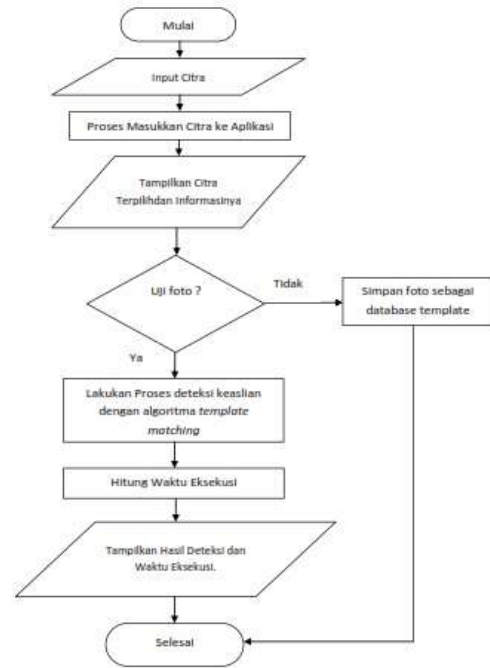 Mulai
Input Citra
Proses Masukkan Citra ke Aplikasi
Tampilkan Citra
Terpilihdan Informasinya
Uji foto ?
Tidak
Simpan foto sebagai
database template
Ya
Lakukan Proses deteksi keaslian
dengan algoritma template
matching
Hitung Waktu Eksekusi
Tampilkan Hasil Deteksi dan
Waktu Eksekusi.
Selesai